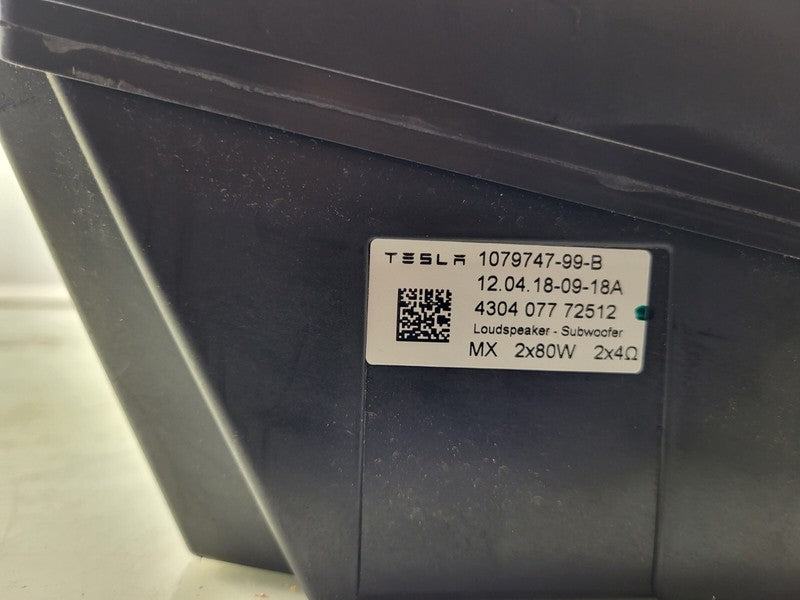 TESLA 1079747-99-B
12.04.18-09-18A
4304 077 72512
Loudspeaker - Subwoofer
MX 2x80W 2x4Ω